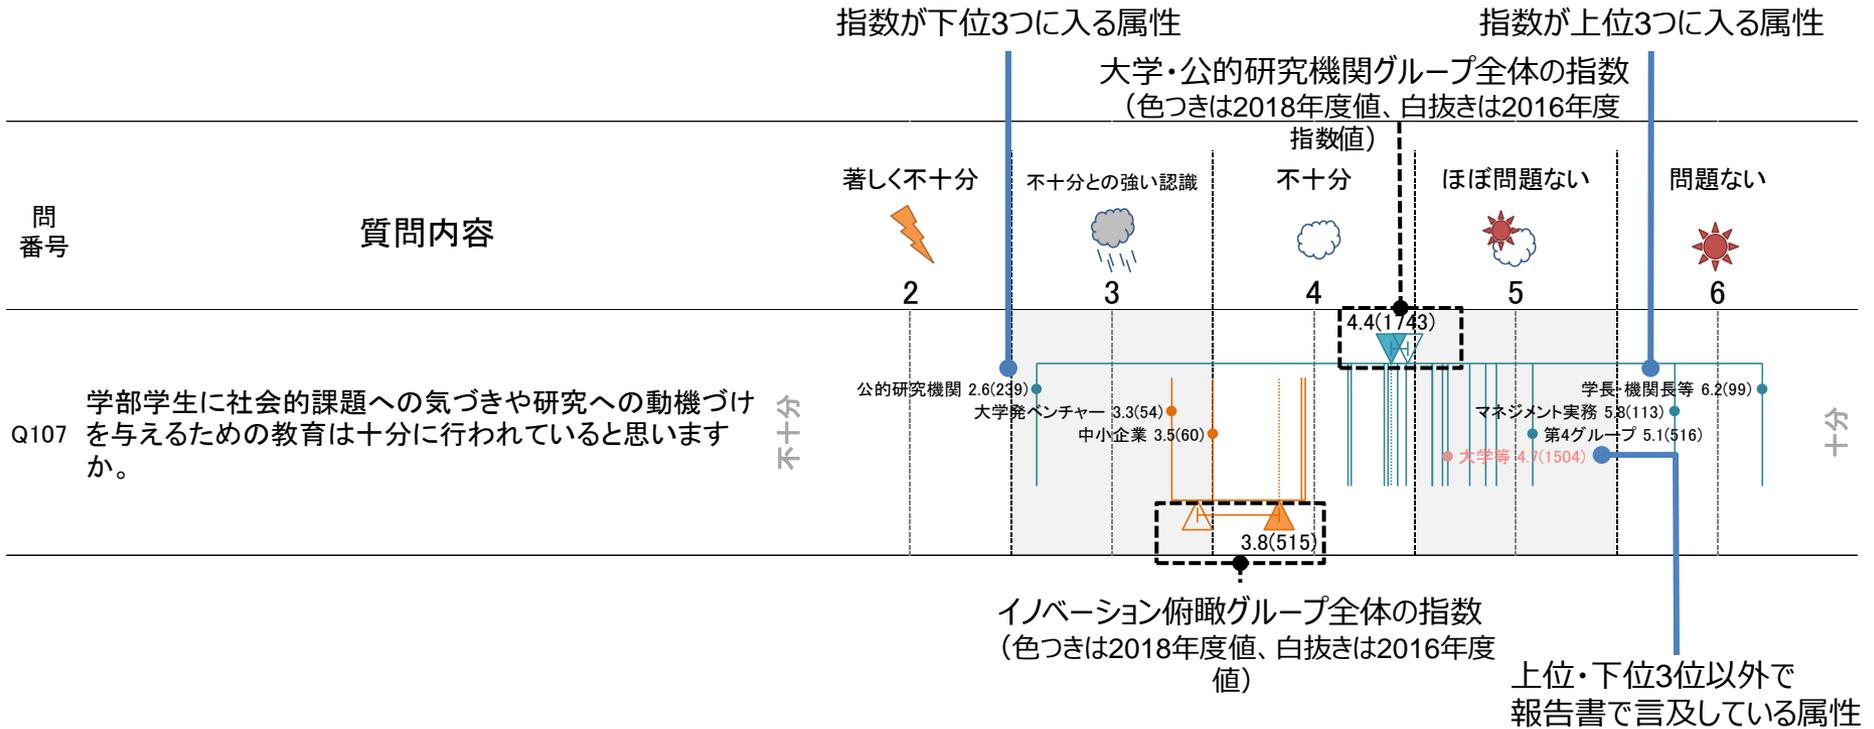 指数が下位3つに入る属性
指数が上位3つに入る属性
大学・公的研究機関グループ全体の指数
（色つきは2018年度値、白抜きは2016年度
指数値）
問
番号
質問内容
著しく不十分
不十分との強い認識
不十分
ほぼ問題ない
問題ない
2
3
4
5
6
4.4(1743)
Q107
学部学生に社会的課題への気づきや研究への動機づけ
を与えるための教育は十分に行われていると思います
か。
不十分
公的研究機関 2.6(239)
大学発ベンチャー 3.3(54)
中小企業 3.5(60)
学長・機関長等 6.2(99)
マネジメント実務 5.8(113)
第4グループ 5.1(516)
大学等 4.7(1504)
十分
3.8(515)
イノベーション俯瞰グループ全体の指数
（色つきは2018年度値、白抜きは2016年度
値）
上位・下位3位以外で
報告書で言及している属性